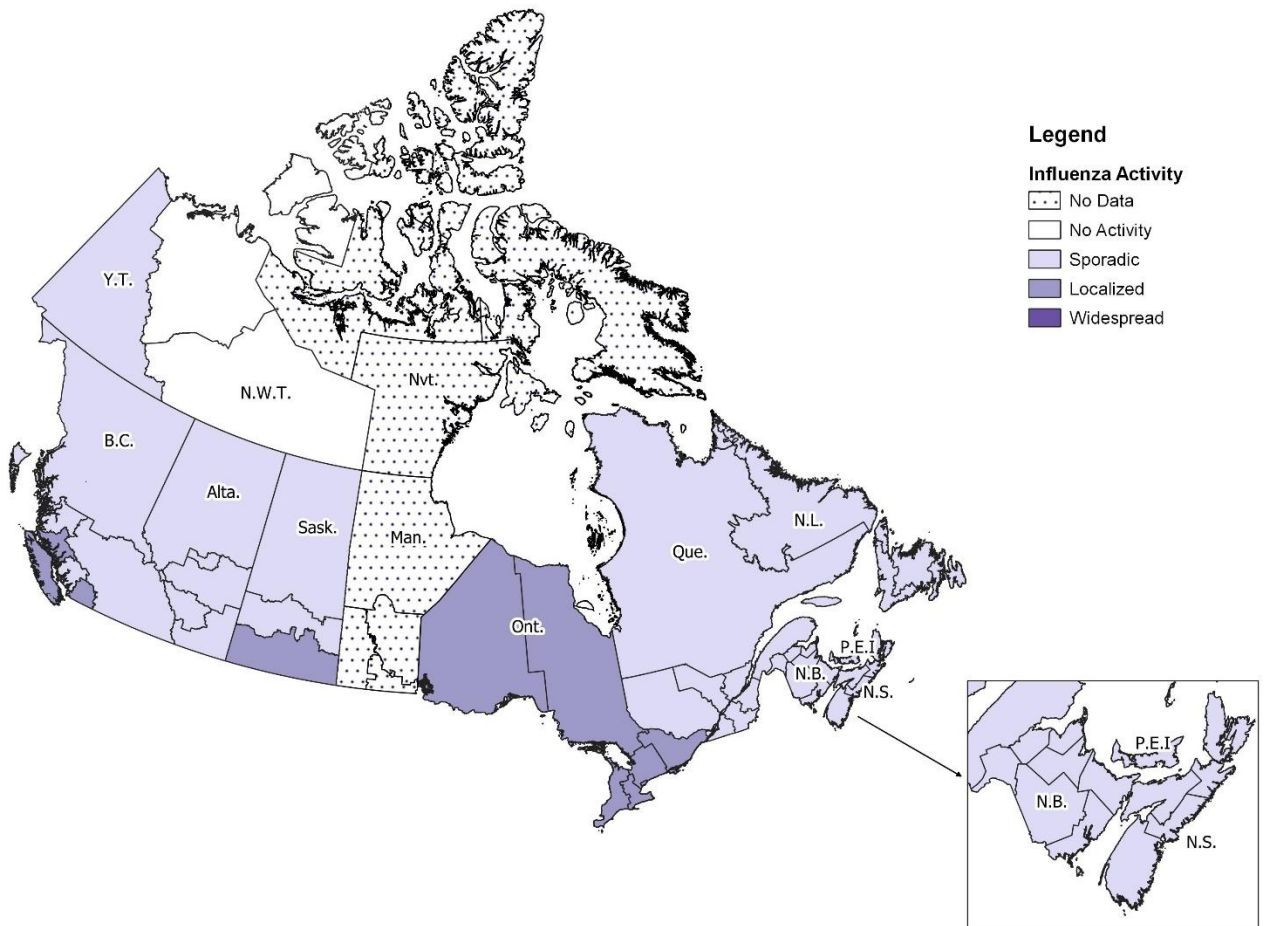 Legend
Influenza Activity
No Data
No Activity
Sporadic
Localized
Widespread
Y.T.
N.W.T.
Nvt.
B.C.
Alta.
Sask.
Man.
Ont.
Que.
N.L.
P.E.I
N.B.
N.S.
P.E.I
N.B.
N.S.